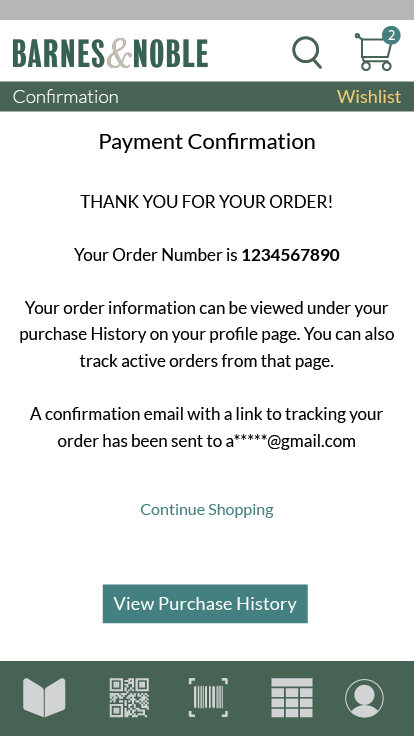 BARNES&NOBLE
2
Confirmation
Wishlist
Payment Confirmation
THANK YOU FOR YOUR ORDER!
Your Order Number is 1234567890
Your order information can be viewed under your
purchase History on your profile page. You can also
track active orders from that page.
A confirmation email with a link to tracking your
order has been sent to a*****@gmail.com
Continue Shopping
View Purchase History